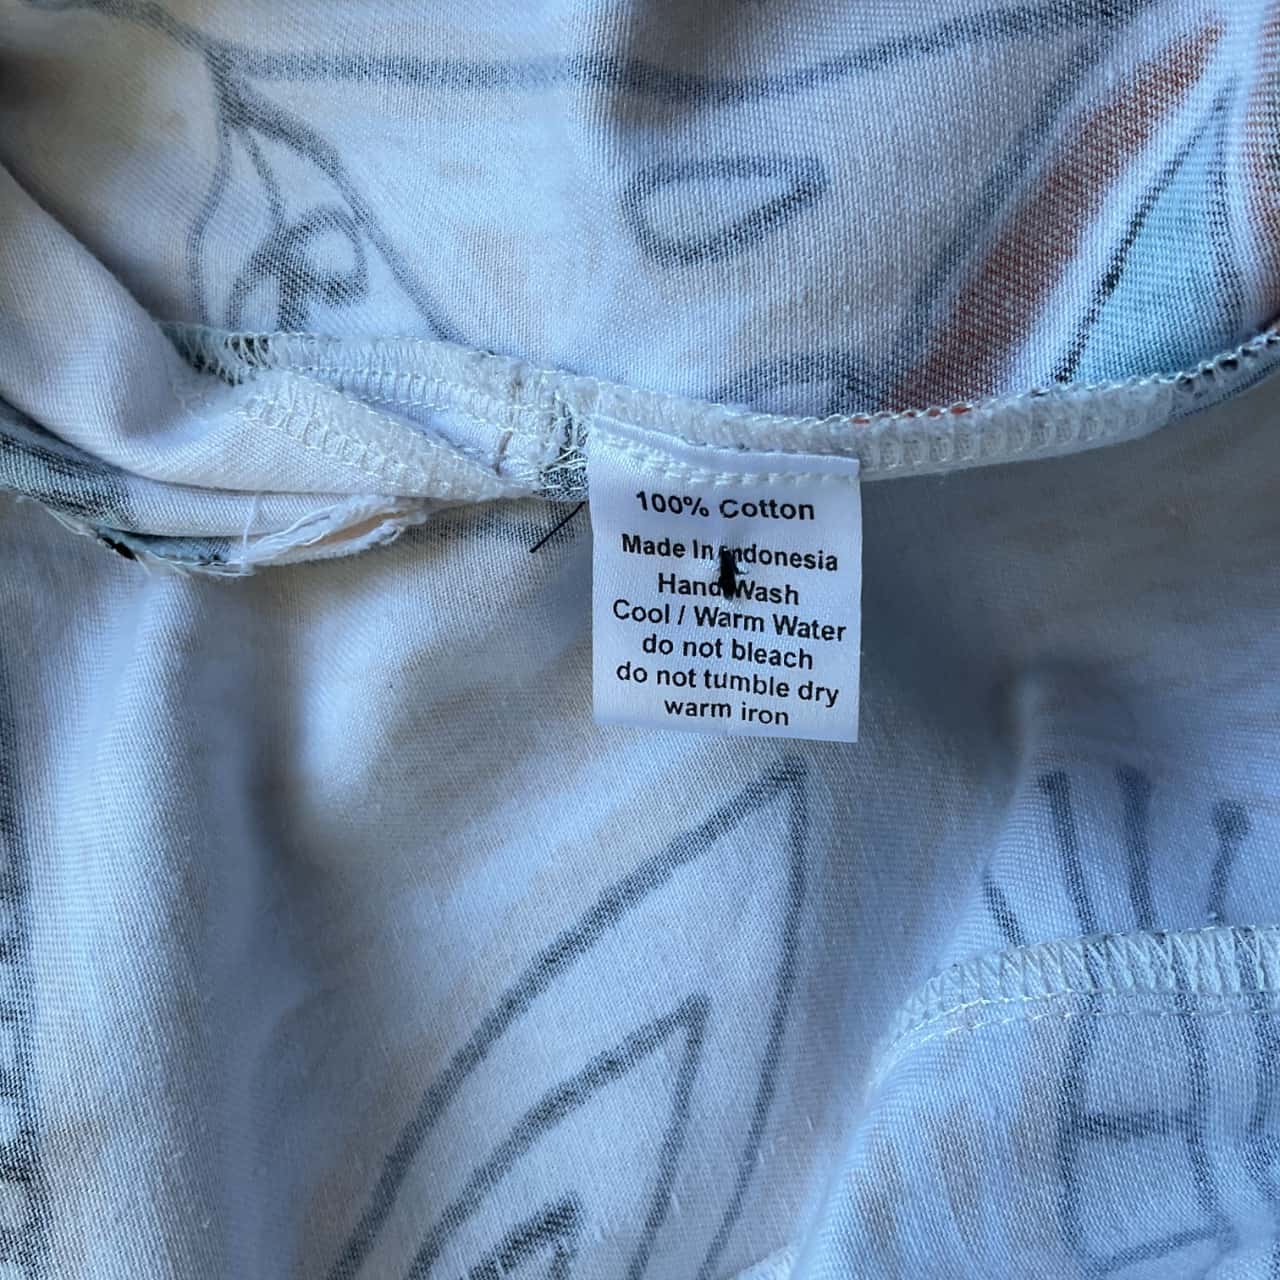 100% Cotton
Made In Indonesia
Hand Wash
Cool / Warm Water
do not bleach
do not tumble dry
warm iron